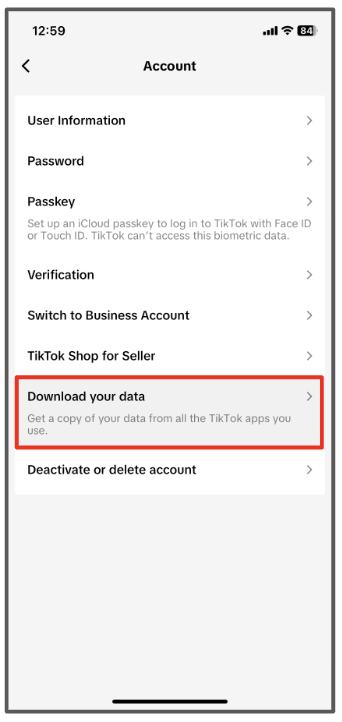 12:59
84
Account
User Information
Password
Passkey
Set up an iCloud passkey to log in to TikTok with Face ID
or Touch ID. TikTok can't access this biometric data.
Verification
Switch to Business Account
TikTok Shop for Seller
Download your data
Get a copy of your data from all the TikTok apps you
use.
Deactivate or delete account